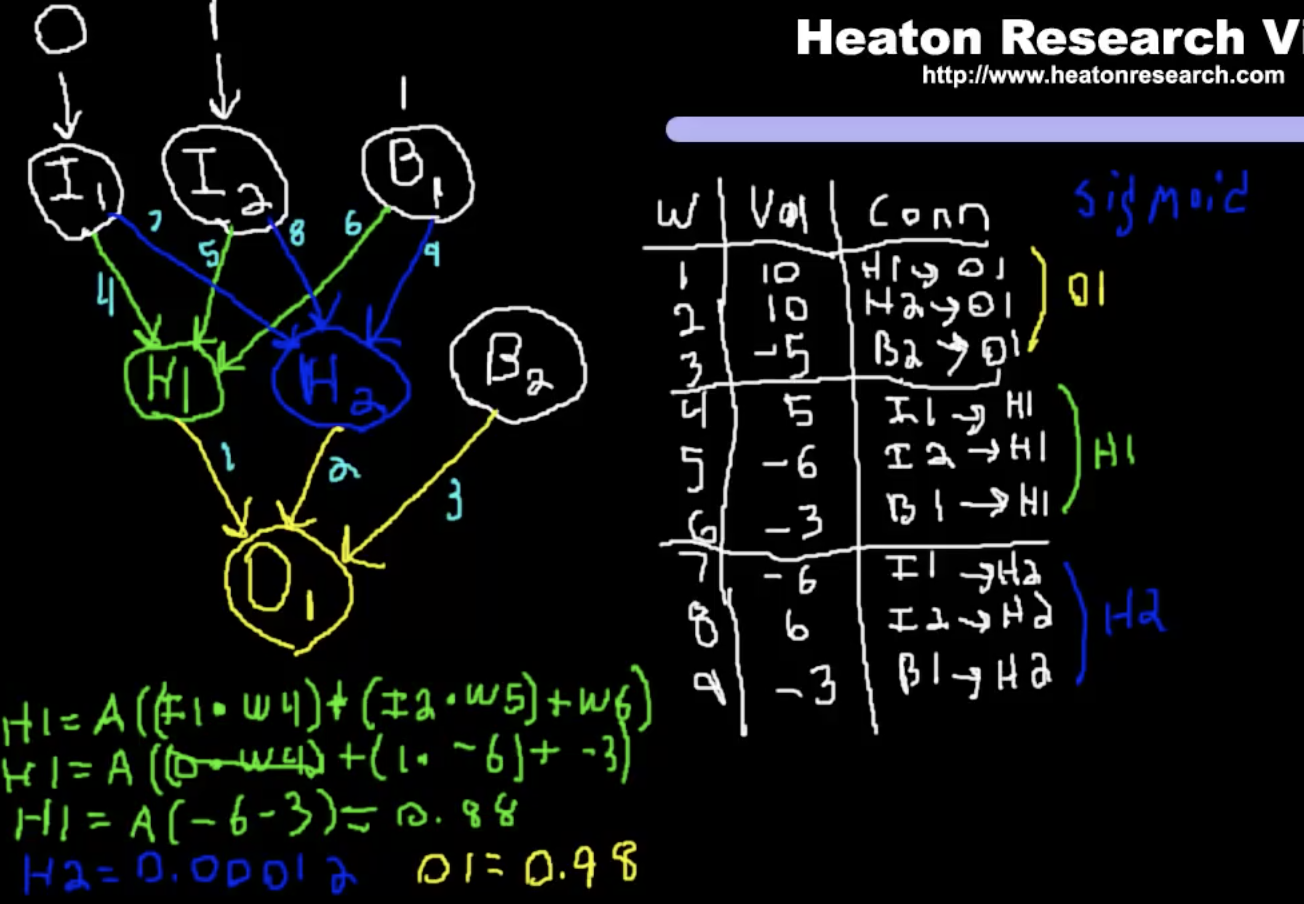 Heaton Research Vi
http://www.heatonresearch.com
0 1 1
I1 I2 B1
7 8 6 9
4 5
H1 H2 B2
1 2 3
O1
Sigmoid
W Val Conn
1 10 H1→O1
2 10 H2→O1
3 -5 B2→O1
O1
4 5 I1→H1
5 -6 I2→H1
6 -3 B1→H1
H1
7 -6 I1→H2
8 6 I2→H2
9 -3 B1→H2
H2
H1=A((I1•W4)+(I2•W5)+W6)
H1=A((0•W4)+(1•-6)+-3)
H1=A(-6-3)=0.88
H2=0.00012 O1=0.98